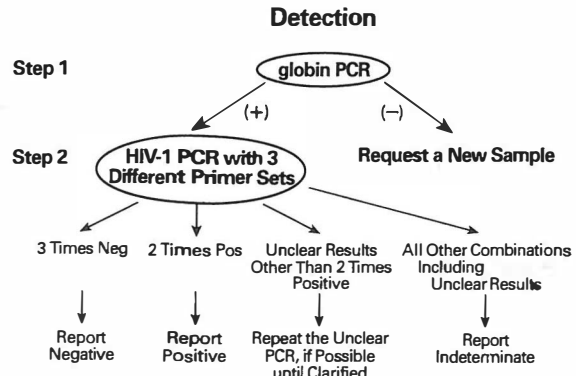 Detection
Step 1
globin PCR
(+)
(−)
Step 2
HIV-1 PCR with 3
Different Primer Sets
Request a New Sample
3 Times Neg
2 Times Pos
Unclear Results
Other Than 2 Times
Positive
All Other Combinations
Including
Unclear Results
Report
Negative
Report
Positive
Repeat the Unclear
PCR, if Possible
until Clarified
Report
Indeterminate